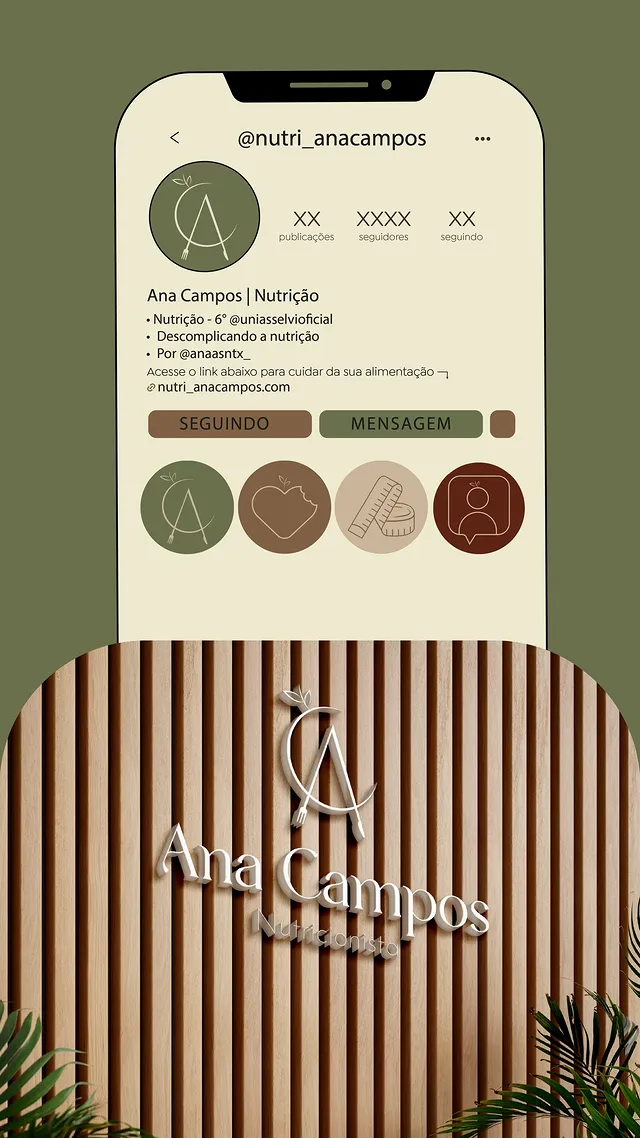 <
@nutri_anacampos
•••
XX
XXXX
XX
publicações
seguidores
seguindo
Ana Campos | Nutrição
• Nutrição - 6° @uniasselvioficial
• Descomplicando a nutrição
• Por @anaasntx_
Acesse o link abaixo para cuidar da sua alimentação
nutri_anacampos.com
SEGUINDO
MENSAGEM
Ana Campos
Nutricionista